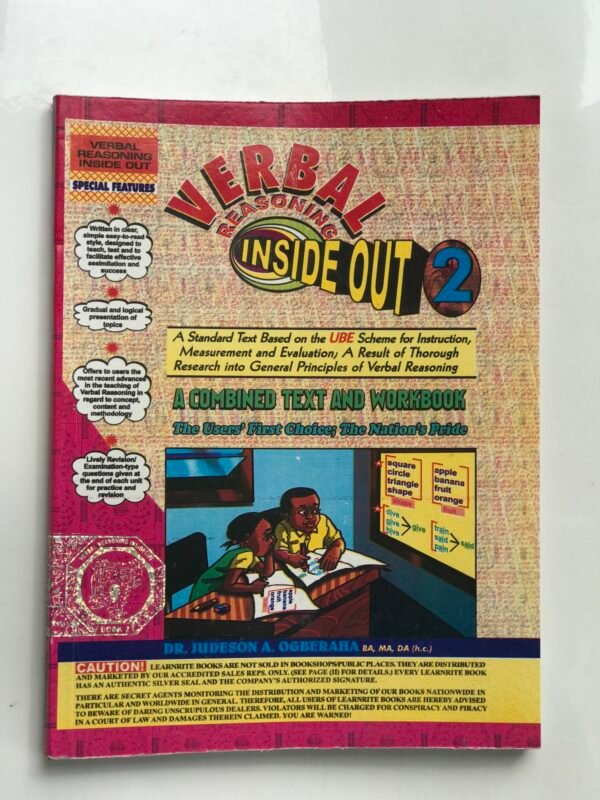 VERBAL
REASONING
INSIDE OUT
SPECIAL FEATURES
Written in clear,
simple easy-to-read
style, designed to
teach, test and to
facilitate effective
assimilation and
success
Gradual and logical
presentation of
topics
Offers to users the
most recent advances
in the teaching of
Verbal Reasoning in
regard to concept,
content and
methodology
Lively Revision/
Examination-type
questions given at
the end of each unit
for practice and
revision
BOOK 2
VERBAL
REASONING
INSIDE OUT 2
A Standard Text Based on the UBE Scheme for Instruction,
Measurement and Evaluation; A Result of Thorough
Research into General Principles of Verbal Reasoning
A COMBINED TEXT AND WORKBOOK
The Users' First Choice; The Nation's Pride
square
circle
triangle
shape
shape
apple
banana
fruit
orange
fruit
dive
give
hive
give
train
said
pain
said
apple
banana
fruit
orange
DR. JUDESON A. OGBERAHA BA, MA, DA (h.c.)
CAUTION! LEARNRITE BOOKS ARE NOT SOLD IN BOOKSHOPS/PUBLIC PLACES. THEY ARE DISTRIBUTED
AND MARKETED BY OUR ACCREDITED SALES REPS. ONLY. (SEE PAGE (II) FOR DETAILS.) EVERY LEARNRITE BOOK
HAS AN AUTHENTIC SILVER SEAL AND THE COMPANY'S AUTHORIZED SIGNATURE.
THERE ARE SECRET AGENTS MONITORING THE DISTRIBUTION AND MARKETING OF OUR BOOKS NATIONWIDE IN
PARTICULAR AND WORLDWIDE IN GENERAL. THEREFORE, ALL USERS OF LEARNRITE BOOKS ARE HEREBY ADVISED
TO BEWARE OF DARING UNSCRUPULOUS DEALERS. VIOLATORS WILL BE CHARGED FOR CONSPIRACY AND PIRACY
IN A COURT OF LAW AND DAMAGES THEREIN CLAIMED. YOU ARE WARNED!